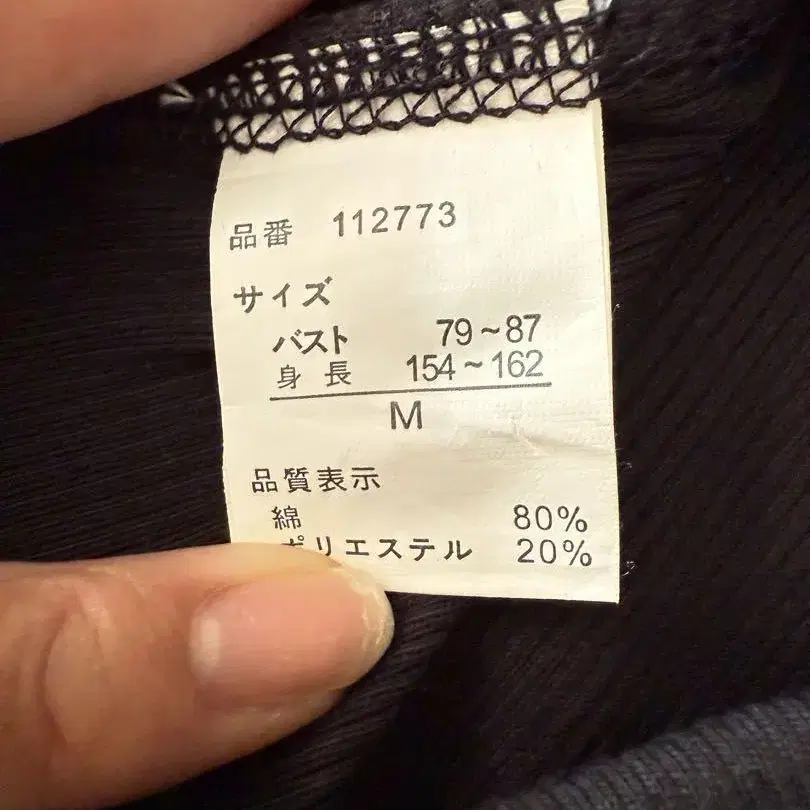 品番 112773
サイズ
バスト 79～87
身長 154～162
M
品質表示
綿 80%
ポリエステル 20%